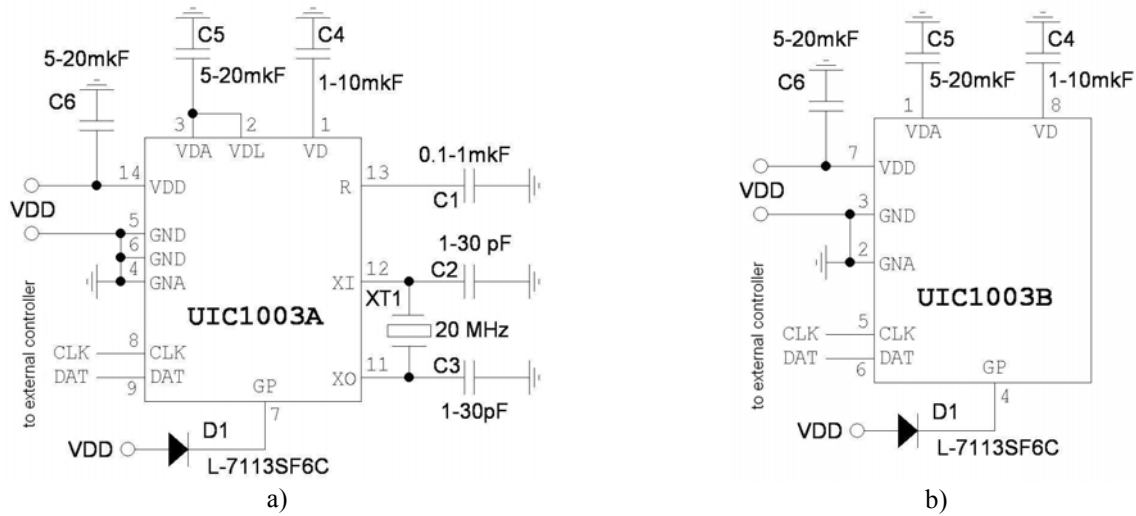 C5
C4
5-20mkF
5-20mkF
1-10mkF
C6
3
2
1
VDA
VDL
VD
0.1-1mkF
14
VDD
R
13
C1
VDD
5
GND
6
GND
4
GNA
1-30 pF
12
C2
XI
XT1
UIC1003A
20 MHz
8
CLK
CLK
11
C3
DAT
DAT
XO
9
GP
1-30pF
7
to external controller
D1
VDD
L-7113SF6C
a)
C5
C4
5-20mkF
5-20mkF
1-10mkF
C6
1
8
VDA
VD
7
VDD
VDD
3
GND
2
GNA
UIC1003B
5
CLK
CLK
DAT
DAT
6
GP
4
to external controller
D1
VDD
L-7113SF6C
b)